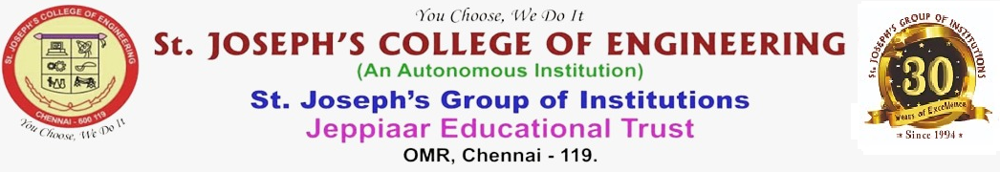 St. JOSEPH'S COLLEGE OF ENGINEERING
CHENNAI - 600 119
You Choose, We Do It
You Choose, We Do It
St. JOSEPH'S COLLEGE OF ENGINEERING
(An Autonomous Institution)
St. Joseph's Group of Institutions
Jeppiaar Educational Trust
OMR, Chennai - 119.
St. JOSEPH'S GROUP OF INSTITUTIONS
30
Years of Excellence
Since 1994